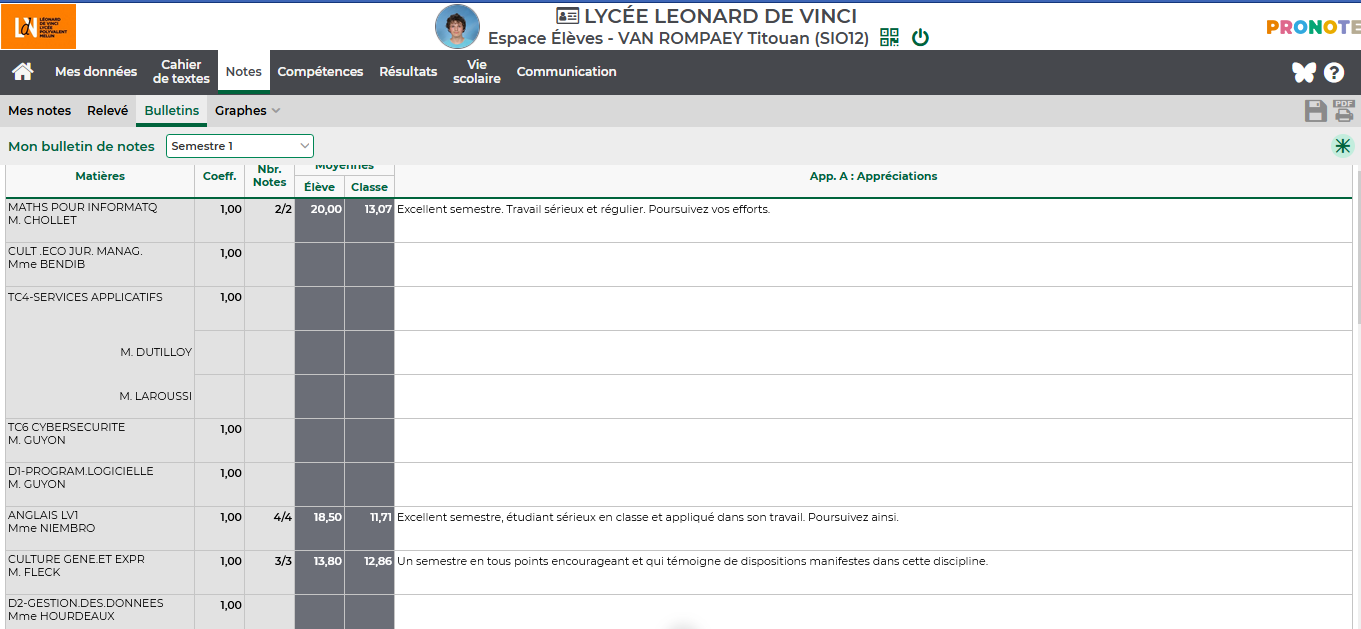 LÉONARD
DE VINCI
LYCÉE
POLYVALENT
MELUN
LYCÉE LEONARD DE VINCI
Espace Élèves - VAN ROMPAEY Titouan (SIO12)
PRONOTE
Mes données
Cahier
de textes
Notes
Compétences
Résultats
Vie
scolaire
Communication
?
Mes notes Relevé Bulletins Graphes
PDF
Mon bulletin de notes Semestre 1
Matières Coeff. Nbr. Notes Moyennes App. A : Appréciations
Élève Classe
MATHS POUR INFORMATQ 1,00 2/2 20,00 13,07 Excellent semestre. Travail sérieux et régulier. Poursuivez vos efforts.
M. CHOLLET
CULT .ECO JUR. MANAG. 1,00
Mme BENDIB
TC4-SERVICES APPLICATIFS 1,00
M. DUTILLOY
M. LAROUSSI
TC6 CYBERSECURITE 1,00
M. GUYON
D1-PROGRAM.LOGICIELLE 1,00
M. GUYON
ANGLAIS LV1 1,00 4/4 18,50 11,71 Excellent semestre, étudiant sérieux en classe et appliqué dans son travail. Poursuivez ainsi.
Mme NIEMBRO
CULTURE GENE.ET EXPR 1,00 3/3 13,80 12,86 Un semestre en tous points encourageant et qui témoigne de dispositions manifestes dans cette discipline.
M. FLECK
D2-GESTION.DES.DONNEES 1,00
Mme HOURDEAUX